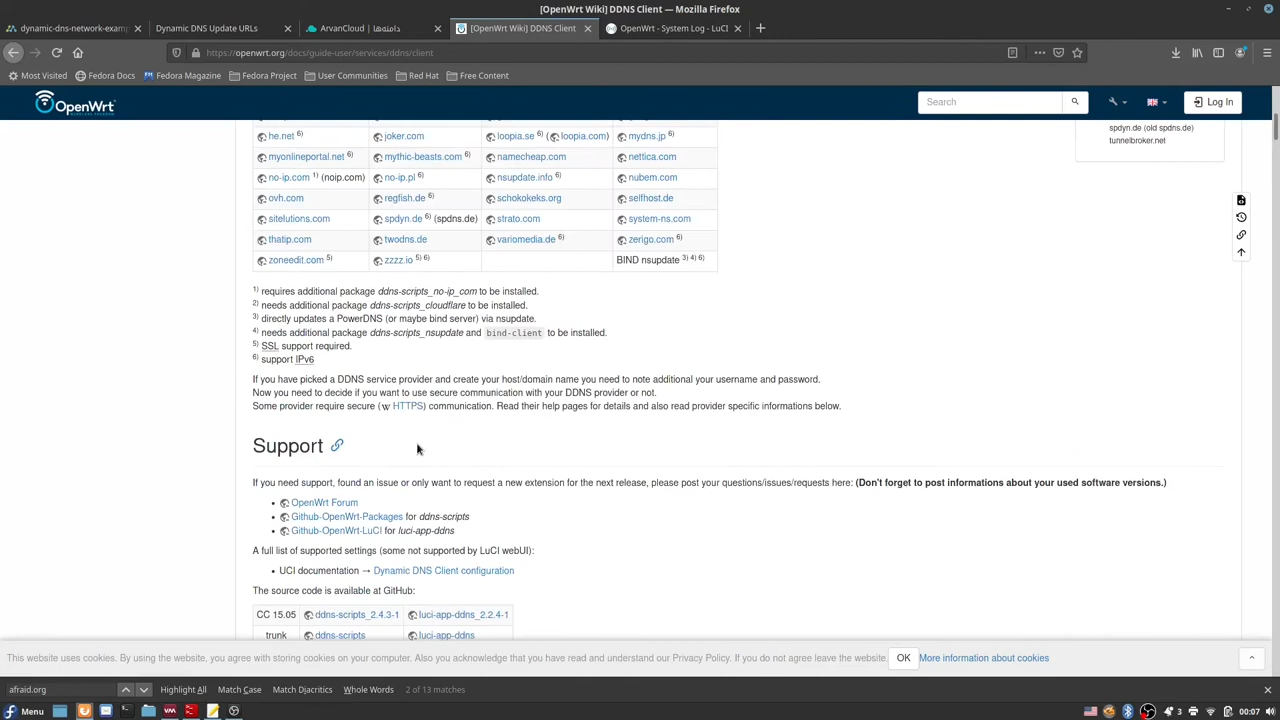 [OpenWrt Wiki] DDNS Client — Mozilla Firefox
dynamic-dns-network-exam
Dynamic DNS Update URLs
ArvanCloud | دامنه‌ها
[OpenWrt Wiki] DDNS Client
OpenWrt - System Log - LuCI
https://openwrt.org/docs/guide-user/services/ddns/client
Most Visited
Fedora Docs
Fedora Magazine
Fedora Project
User Communities
Red Hat
Free Content
OpenWrt
WIRELESS FREEDOM
Search
Log In
spdyn.de (old spdns.de)
tunnelbroker.net
he.net 6) joker.com loopia.se 6) (loopia.com) mydns.jp 6)
myonlineportal.net 6) mythic-beasts.com 6) namecheap.com nettica.com
no-ip.com 1) (noip.com) no-ip.pl 6) nsupdate.info 6) nubem.com
ovh.com regfish.de 6) schokokeks.org selfhost.de
sitelutions.com spdyn.de 6) (spdns.de) strato.com system-ns.com
thatip.com twodns.de variomedia.de 6) zerigo.com 6)
zoneedit.com 5) zzzz.io 5) 6) BIND nsupdate 3) 4) 6)
1) requires additional package ddns-scripts_no-ip_com to be installed.
2) needs additional package ddns-scripts_cloudflare to be installed.
3) directly updates a PowerDNS (or maybe bind server) via nsupdate.
4) needs additional package ddns-scripts_nsupdate and bind-client to be installed.
5) SSL support required.
6) support IPv6
If you have picked a DDNS service provider and create your host/domain name you need to note additional your username and password.
Now you need to decide if you want to use secure communication with your DDNS provider or not.
Some provider require secure (W HTTPS) communication. Read their help pages for details and also read provider specific informations below.
Support
If you need support, found an issue or only want to request a new extension for the next release, please post your questions/issues/requests here: (Don't forget to post informations about your used software versions.)
• OpenWrt Forum
• Github-OpenWrt-Packages for ddns-scripts
• Github-OpenWrt-LuCI for luci-app-ddns
A full list of supported settings (some not supported by LuCI webUI):
• UCI documentation → Dynamic DNS Client configuration
The source code is available at GitHub:
CC 15.05 ddns-scripts_2.4.3-1 luci-app-ddns_2.2.4-1
trunk ddns-scripts luci-app-ddns
This website uses cookies. By using the website, you agree with storing cookies on your computer. Also you acknowledge that you have read and understand our Privacy Policy. If you do not agree leave the website. OK More information about cookies
afraid.org
Highlight All
Match Case
Match Diacritics
Whole Words
2 of 13 matches
Menu
3
00:07